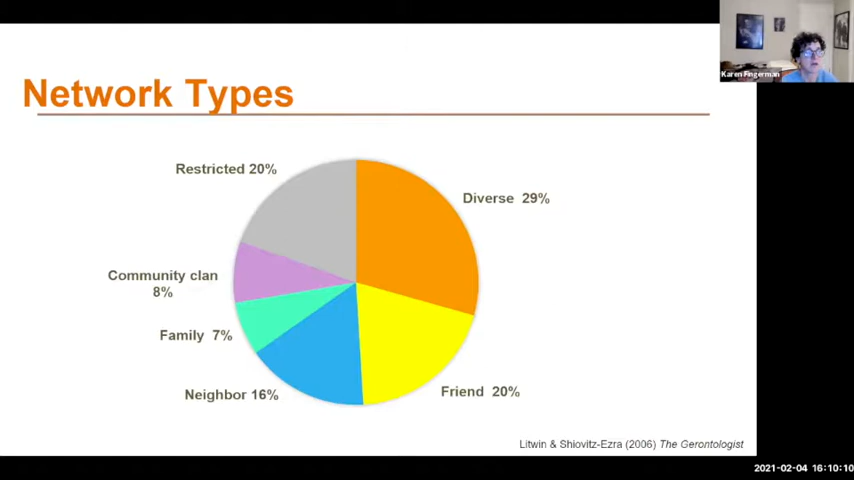 Karen Fingerman
Network Types
Restricted 20%
Diverse 29%
Community clan
8%
Family 7%
Neighbor 16%
Friend 20%
Litwin & Shiovitz-Ezra (2006) The Gerontologist
2021-02-04 16:10:10